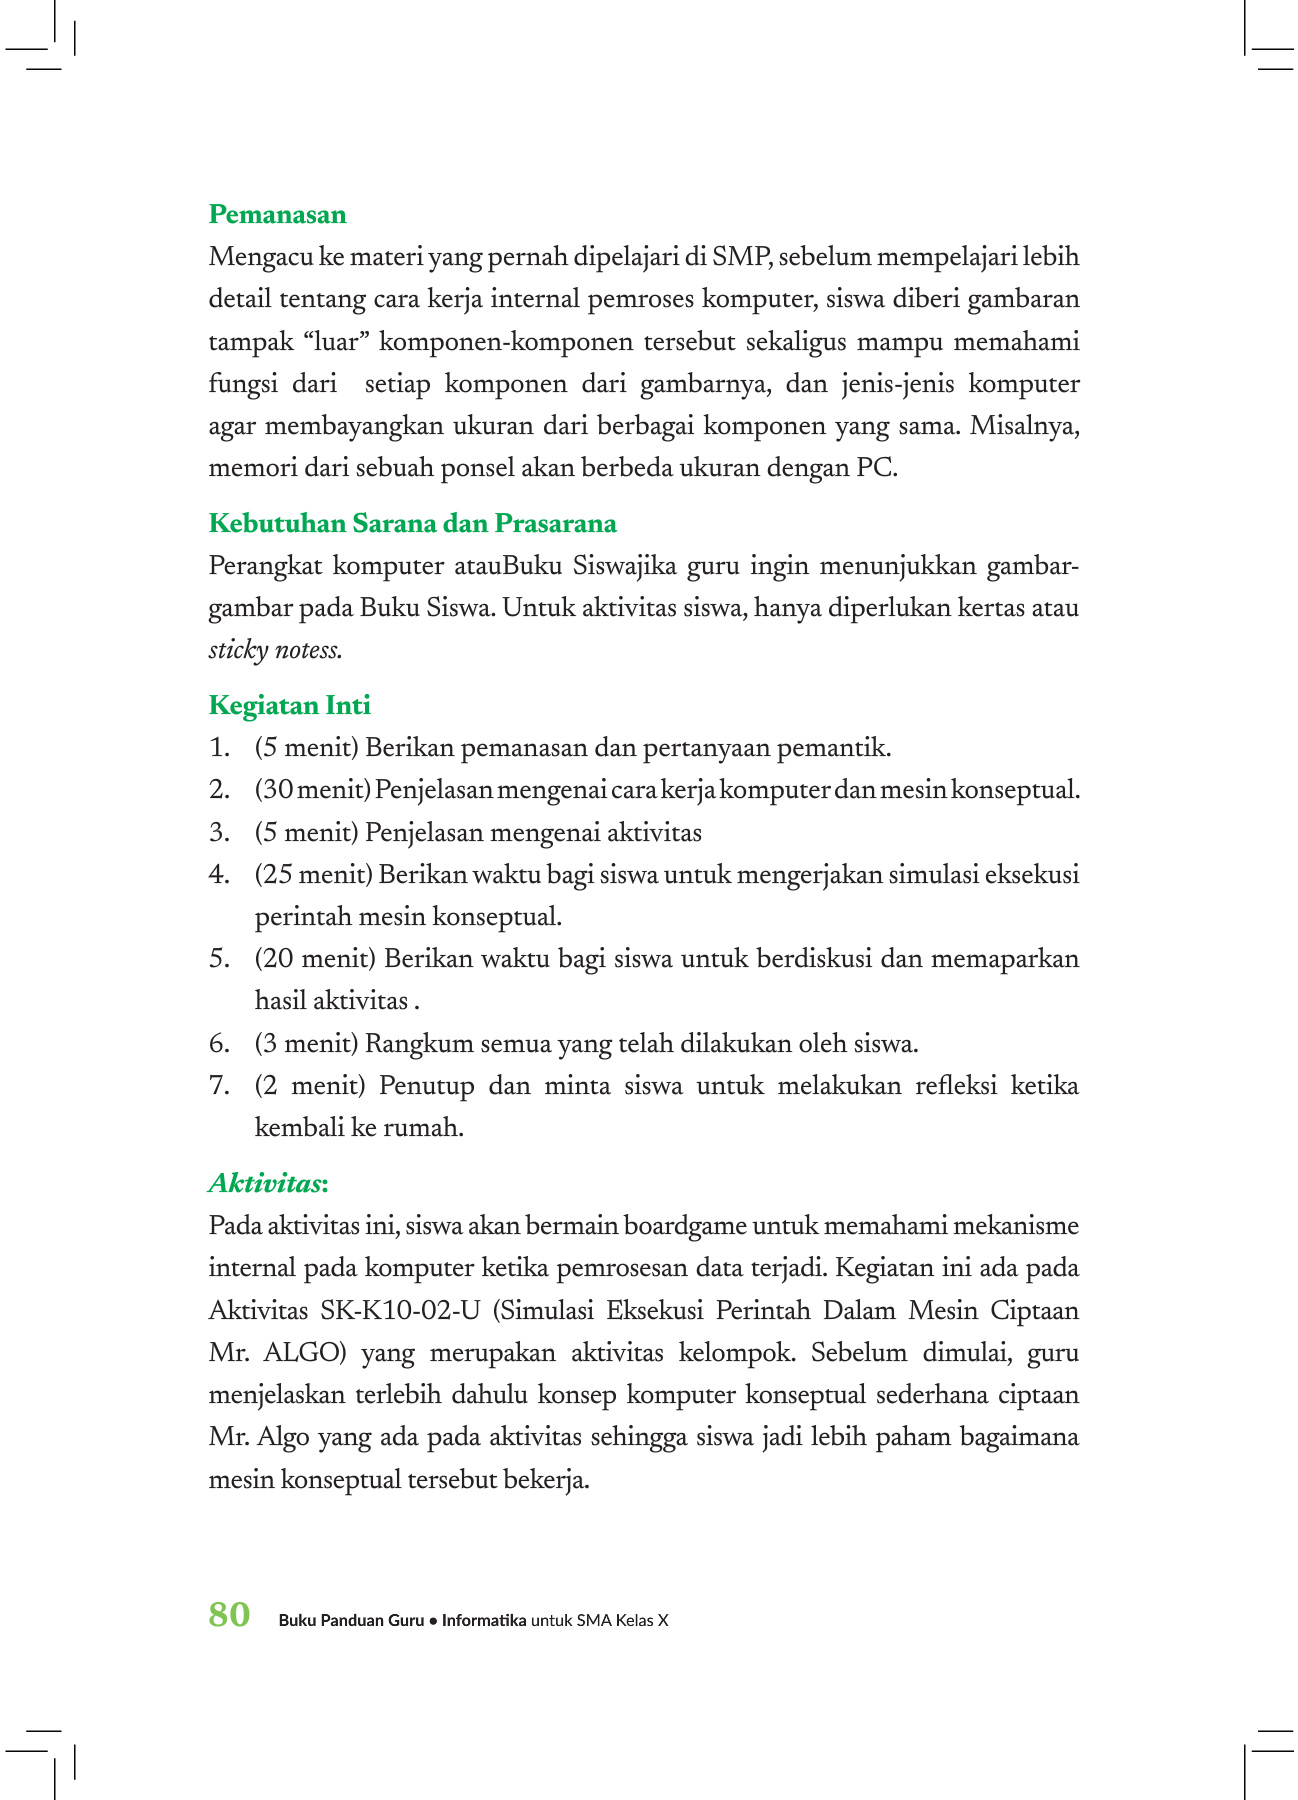 Pemanasan
Mengacu ke materi yang pernah dipelajari di SMP, sebelum mempelajari lebih
detail tentang cara kerja internal pemroses komputer, siswa diberi gambaran
tampak “luar” komponen-komponen tersebut sekaligus mampu memahami
fungsi dari setiap komponen dari gambarnya, dan jenis-jenis komputer
agar membayangkan ukuran dari berbagai komponen yang sama. Misalnya,
memori dari sebuah ponsel akan berbeda ukuran dengan PC.
Kebutuhan Sarana dan Prasarana
Perangkat komputer atauBuku Siswajika guru ingin menunjukkan gambar-
gambar pada Buku Siswa. Untuk aktivitas siswa, hanya diperlukan kertas atau
sticky notess.
Kegiatan Inti
1. (5 menit) Berikan pemanasan dan pertanyaan pemantik.
2. (30 menit) Penjelasan mengenai cara kerja komputer dan mesin konseptual.
3. (5 menit) Penjelasan mengenai aktivitas
4. (25 menit) Berikan waktu bagi siswa untuk mengerjakan simulasi eksekusi
perintah mesin konseptual.
5. (20 menit) Berikan waktu bagi siswa untuk berdiskusi dan memaparkan
hasil aktivitas .
6. (3 menit) Rangkum semua yang telah dilakukan oleh siswa.
7. (2 menit) Penutup dan minta siswa untuk melakukan refleksi ketika
kembali ke rumah.
Aktivitas:
Pada aktivitas ini, siswa akan bermain boardgame untuk memahami mekanisme
internal pada komputer ketika pemrosesan data terjadi. Kegiatan ini ada pada
Aktivitas SK-K10-02-U (Simulasi Eksekusi Perintah Dalam Mesin Ciptaan
Mr. ALGO) yang merupakan aktivitas kelompok. Sebelum dimulai, guru
menjelaskan terlebih dahulu konsep komputer konseptual sederhana ciptaan
Mr. Algo yang ada pada aktivitas sehingga siswa jadi lebih paham bagaimana
mesin konseptual tersebut bekerja.
80 Buku Panduan Guru • Informatika untuk SMA Kelas X